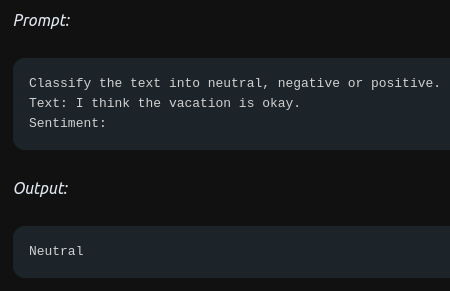 Prompt:
Classify the text into neutral, negative or positive.
Text: I think the vacation is okay.
Sentiment:
Output:
Neutral